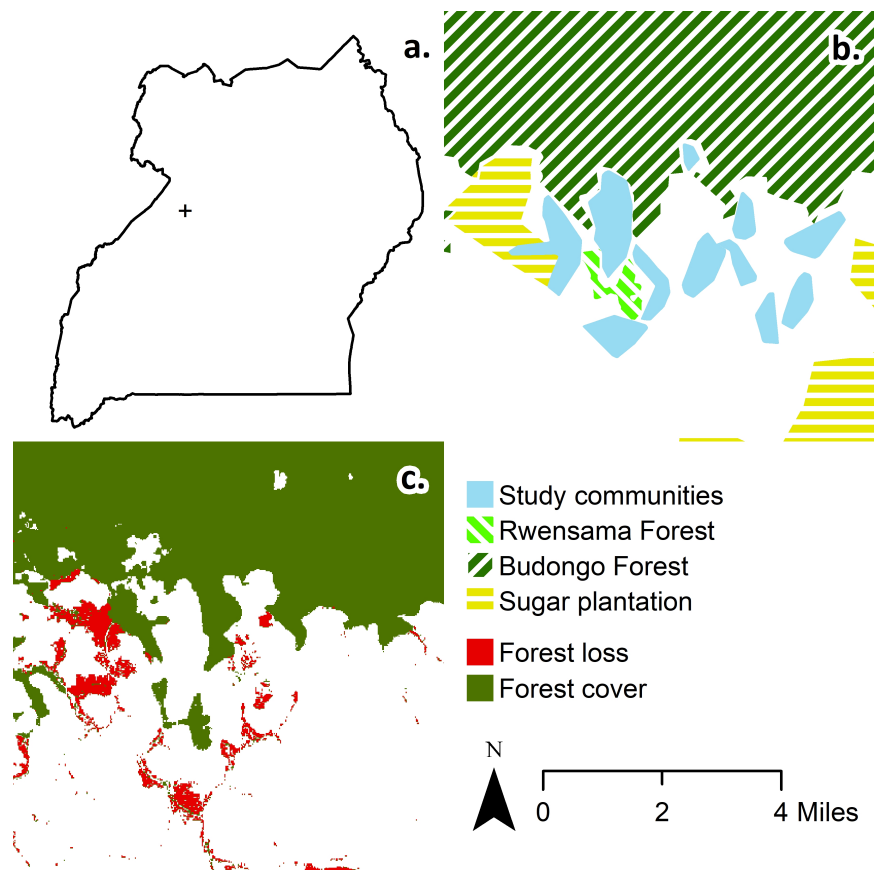 a.
b.
c.
Study communities
Rwensama Forest
Budongo Forest
Sugar plantation
Forest loss
Forest cover
N
0 2 4 Miles